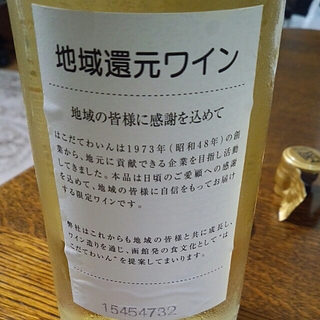 地域還元ワイン
地域の皆様に感謝を込めて
はこだてわいんは1973年(昭和48年)の創
業から、地元に貢献できる企業を目指し活動
してきました。本品は日頃のご愛顧への感謝
を込めて、地域の皆様に自信をもってお届け
する限定ワインです。
弊社はこれからも地域の皆様と共に成長し、
ワイン造りを通じ、函館発の食文化として"は
こだてわいん"を提案してまいります。
15454732